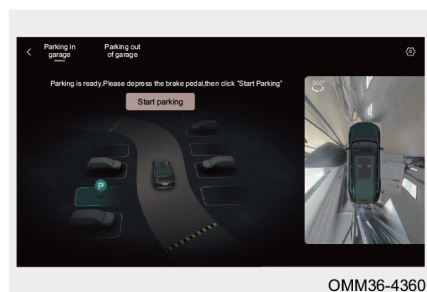 Parking in
garage
Parking out
of garage
Parking is ready.Please depress the brake pedal,then click "Start Parking"
Start parking
360°
P
OMM36-4360